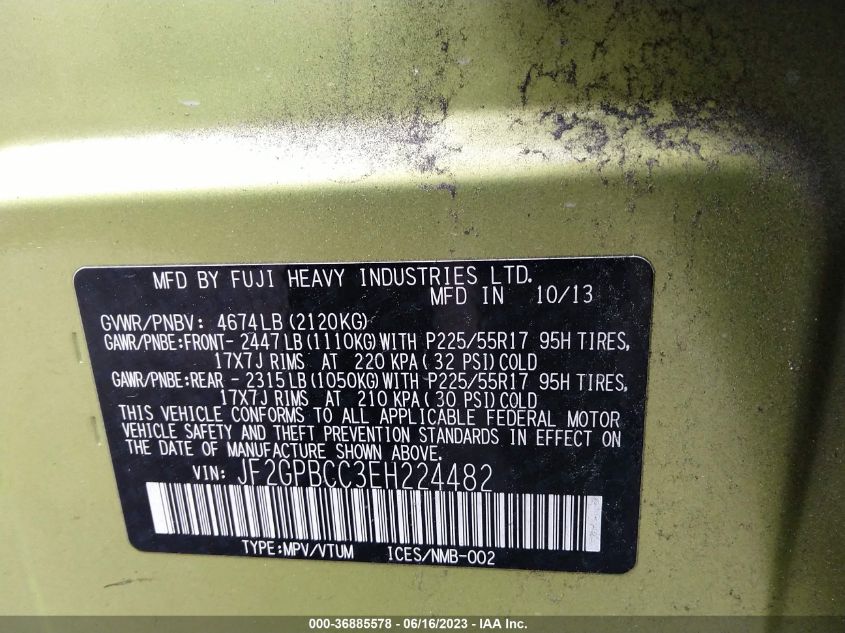 MFD BY FUJI HEAVY INDUSTRIES LTD.
MFD IN 10/13
GVWR/PNBV: 4674LB(2120KG)
GAWR/PNBE:FRONT- 2447LB(1110KG)WITH P225/55R17 95H TIRES,
17X7J RIMS AT 220 KPA( 32 PSI)COLD
GAWR/PNBE:REAR - 2315LB(1050KG)WITH P225/55R17 95H TIRES,
17X7J RIMS AT 210 KPA( 30 PSI)COLD
THIS VEHICLE CONFORMS TO ALL APPLICABLE FEDERAL MOTOR
VEHICLE SAFETY AND THEFT PREVENTION STANDARDS IN EFFECT ON
THE DATE OF MANUFACTURE SHOWN ABOVE.
VIN: JF2GPBCC3EH224482
TYPE:MPV/VTUM ICES/NMB-002
000-36885578 - 06/16/2023 - IAA Inc.